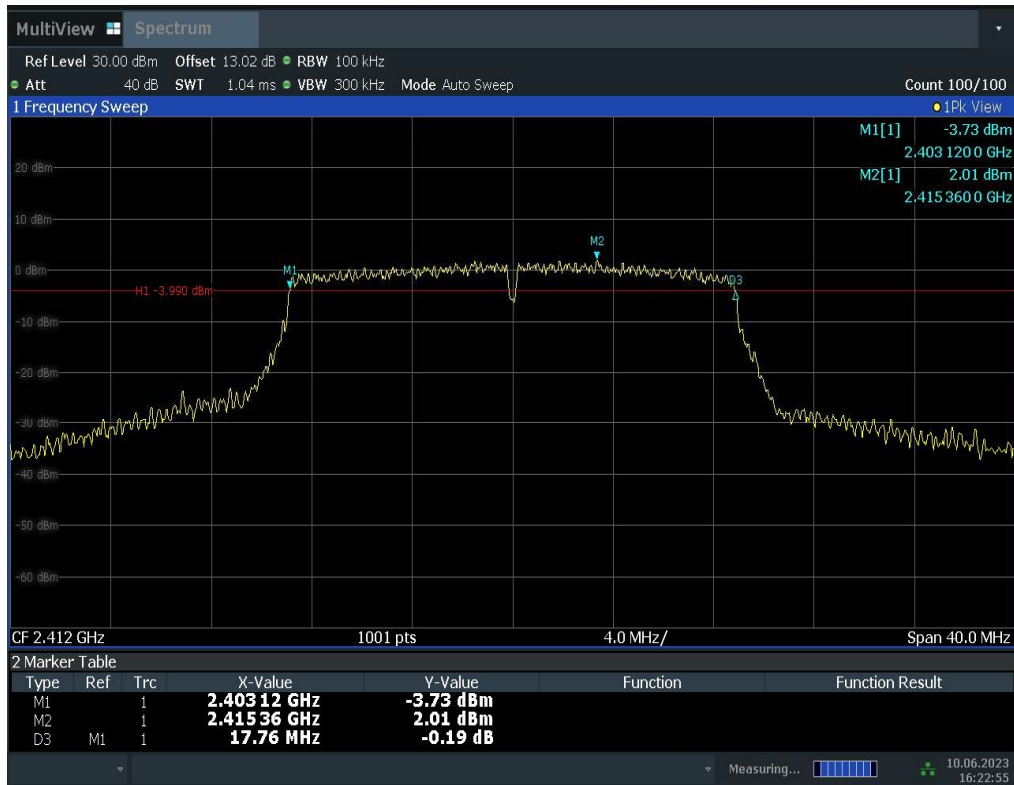 MultiView Spectrum
Ref Level 30.00 dBm Offset 13.02 dB RBW 100 kHz
Att 40 dB SWT 1.04 ms VBW 300 kHz Mode Auto Sweep Count 100/100
1 Frequency Sweep 1Pk View
M1[1] -3.73 dBm
2.403 120 0 GHz
20 dBm
M2[1] 2.01 dBm
2.415 360 0 GHz
10 dBm
M2
0 dBm
M1
D3
H1 -3.990 dBm
-10 dBm
-20 dBm
-30 dBm
-40 dBm
-50 dBm
-60 dBm
CF 2.412 GHz 1001 pts 4.0 MHz/ Span 40.0 MHz
2 Marker Table
Type Ref Trc X-Value Y-Value Function Function Result
M1 1 2.403 12 GHz -3.73 dBm
M2 1 2.415 36 GHz 2.01 dBm
D3 M1 1 17.76 MHz -0.19 dB
Measuring... 10.06.2023
16:22:55